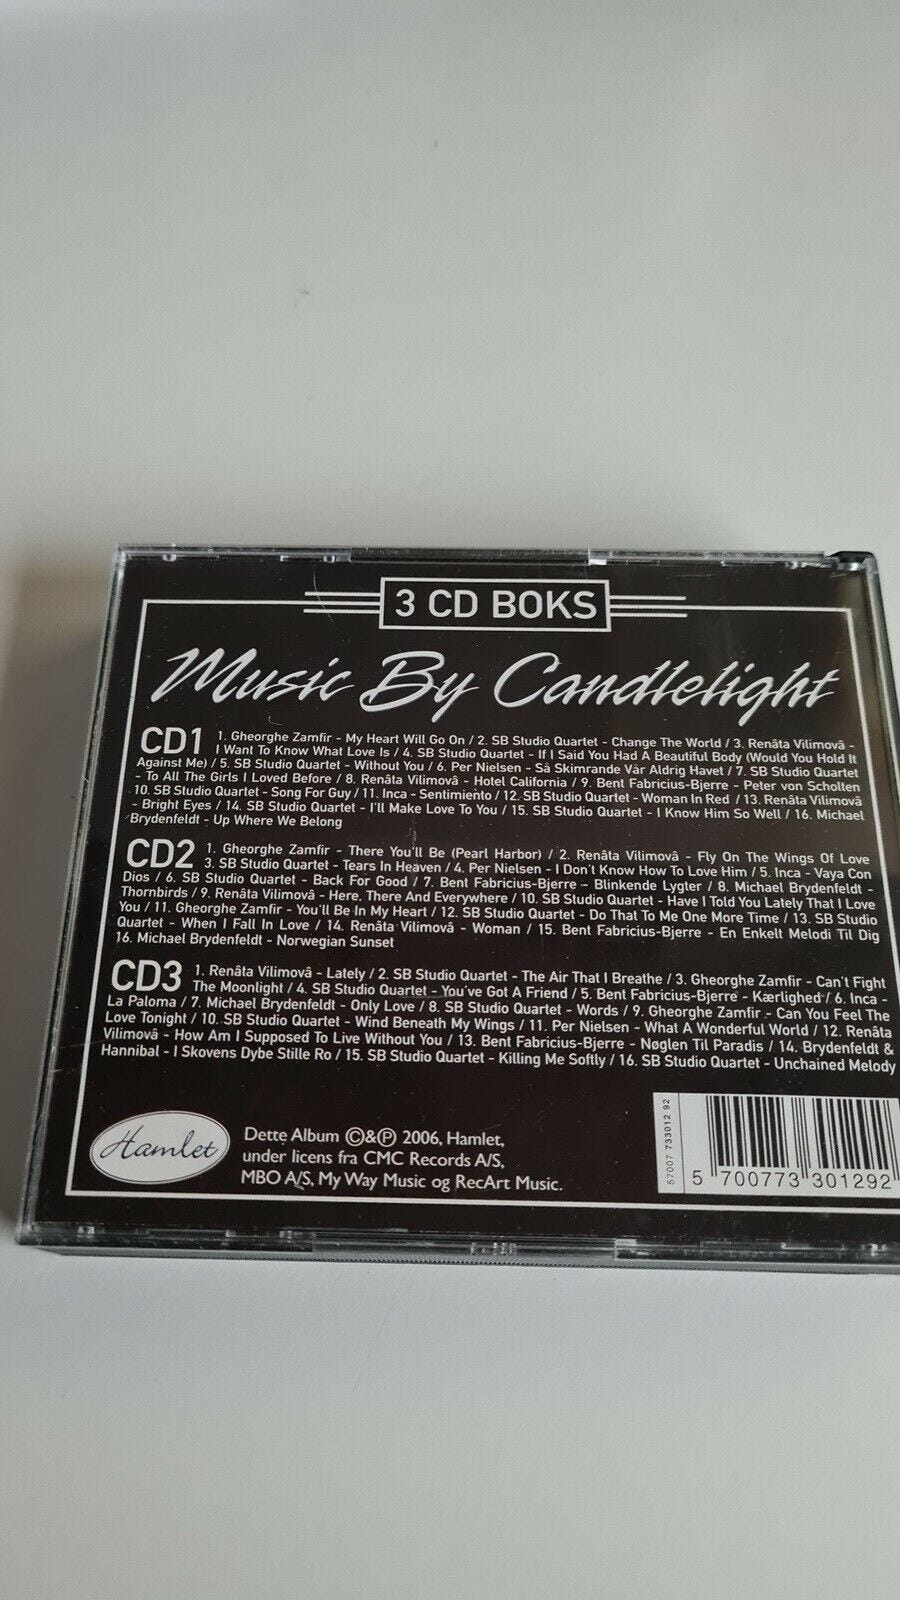 3 CD BOKS
Music By Candlelight
CD1 1. Gheorghe Zamfir - My Heart Will Go On / 2. SB Studio Quartet - Change The World / 3. Renâta Vilimovâ -
I Want To Know What Love Is / 4. SB Studio Quartet - If I Said You Had A Beautiful Body (Would You Hold It
Against Me) / 5. SB Studio Quartet - Without You / 6. Per Nielsen - Så Skimrande Vär Aldrig Havet / 7. SB Studio Quartet
- To All The Girls I Loved Before / 8. Renâta Vilimovâ - Hotel California / 9. Bent Fabricius-Bjerre - Peter von Scholten
10. SB Studio Quartet - Song For Guy / 11. Inca - Sentimiento / 12. SB Studio Quartet - Woman In Red / 13. Renâta Vilimovâ
- Bright Eyes / 14. SB Studio Quartet - I'll Make Love To You / 15. SB Studio Quartet - I Know Him So Well / 16. Michael
Brydenfeldt - Up Where We Belong
CD2 1. Gheorghe Zamfir - There You'll Be (Pearl Harbor) / 2. Renâta Vilimovâ - Fly On The Wings Of Love
3. SB Studio Quartet - Tears In Heaven / 4. Per Nielsen - I Don't Know How To Love Him / 5. Inca - Vaya Con
Dios / 6. SB Studio Quartet - Back For Good / 7. Bent Fabricius-Bjerre - Blinkende Lygter / 8. Michael Brydenfeldt -
Thornbirds / 9. Renâta Vilimovâ - Here, There And Everywhere / 10. SB Studio Quartet - Have I Told You Lately That I Love
You / 11. Gheorghe Zamfir - You'll Be In My Heart / 12. SB Studio Quartet - Do That To Me One More Time / 13. SB Studio
Quartet - When I Fall In Love / 14. Renâta Vilimovâ - Woman / 15. Bent Fabricius-Bjerre - En Enkelt Melodi Til Dig
16. Michael Brydenfeldt - Norwegian Sunset
CD3 1. Renâta Vilimovâ - Lately / 2. SB Studio Quartet - The Air That I Breathe / 3. Gheorghe Zamfir - Can't Fight
The Moonlight / 4. SB Studio Quartet - You've Got A Friend / 5. Bent Fabricius-Bjerre - Kærlighed / 6. Inca -
La Paloma / 7. Michael Brydenfeldt - Only Love / 8. SB Studio Quartet - Words / 9. Gheorghe Zamfir - Can You Feel The
Love Tonight / 10. SB Studio Quartet - Wind Beneath My Wings / 11. Per Nielsen - What A Wonderful World / 12. Renâta
Vilimovâ - How Am I Supposed To Live Without You / 13. Bent Fabricius-Bjerre - Nøglen Til Paradis / 14. Brydenfeldt &
Hannibal - I Skovens Dybe Stille Ro / 15. SB Studio Quartet - Killing Me Softly / 16. SB Studio Quartet - Unchained Melody
Hamlet
Dette Album ©&℗ 2006, Hamlet,
under licens fra CMC Records A/S,
MBO A/S, My Way Music og RecArt Music.
57007 733012 92
5 700773 301292